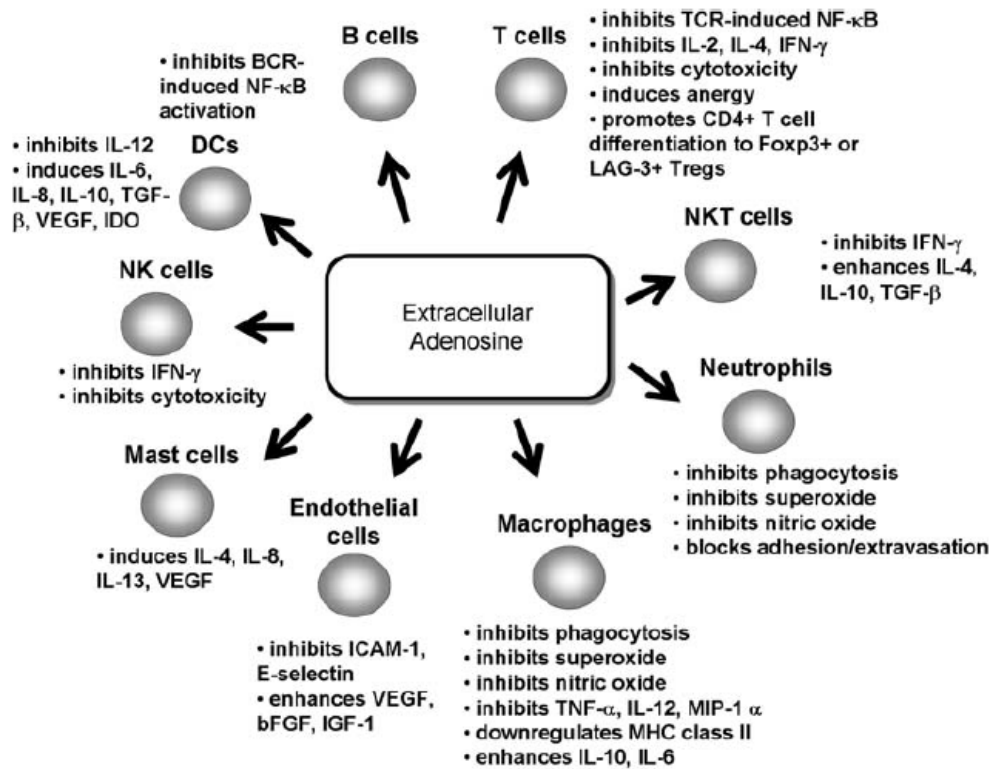 B cells
• inhibits BCR-
induced NF-κB
activation
T cells
• inhibits TCR-induced NF-κB
• inhibits IL-2, IL-4, IFN-γ
• inhibits cytotoxicity
• induces anergy
• promotes CD4+ T cell
differentiation to Foxp3+ or
LAG-3+ Tregs
DCs
• inhibits IL-12
• induces IL-6,
IL-8, IL-10, TGF-
β, VEGF, IDO
NKT cells
• inhibits IFN-γ
• enhances IL-4,
IL-10, TGF-β
NK cells
• inhibits IFN-γ
• inhibits cytotoxicity
Extracellular
Adenosine
Neutrophils
• inhibits phagocytosis
• inhibits superoxide
• inhibits nitric oxide
• blocks adhesion/extravasation
Mast cells
• induces IL-4, IL-8,
IL-13, VEGF
Endothelial
cells
• inhibits ICAM-1,
E-selectin
• enhances VEGF,
bFGF, IGF-1
Macrophages
• inhibits phagocytosis
• inhibits superoxide
• inhibits nitric oxide
• inhibits TNF-α, IL-12, MIP-1 α
• downregulates MHC class II
• enhances IL-10, IL-6